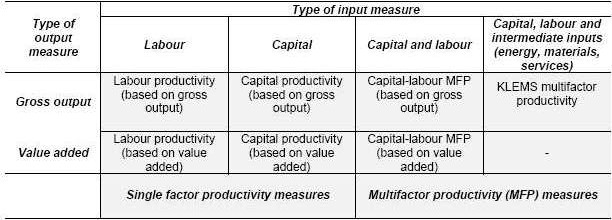 Type of output measure
Type of input measure
Labour
Capital
Capital and labour
Capital, labour and intermediate inputs (energy, materials, services)
Gross output
Labour productivity (based on gross output)
Capital productivity (based on gross output)
Capital-labour MFP (based on gross output)
KLEMS multifactor productivity
Value added
Labour productivity (based on value added)
Capital productivity (based on value added)
Capital-labour MFP (based on value added)
-
Single factor productivity measures
Multifactor productivity (MFP) measures